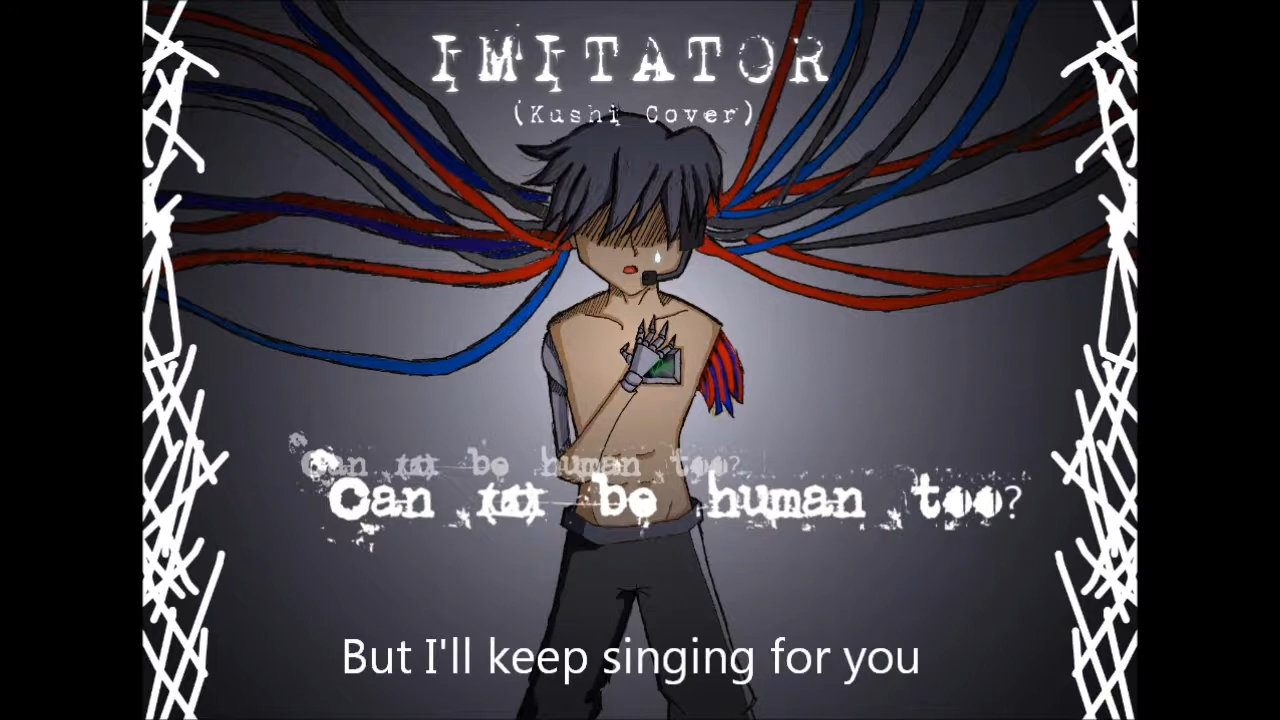 IMITATOR
(Kushi Cover)
Can be human too?
Can be human too?
But I'll keep singing for you